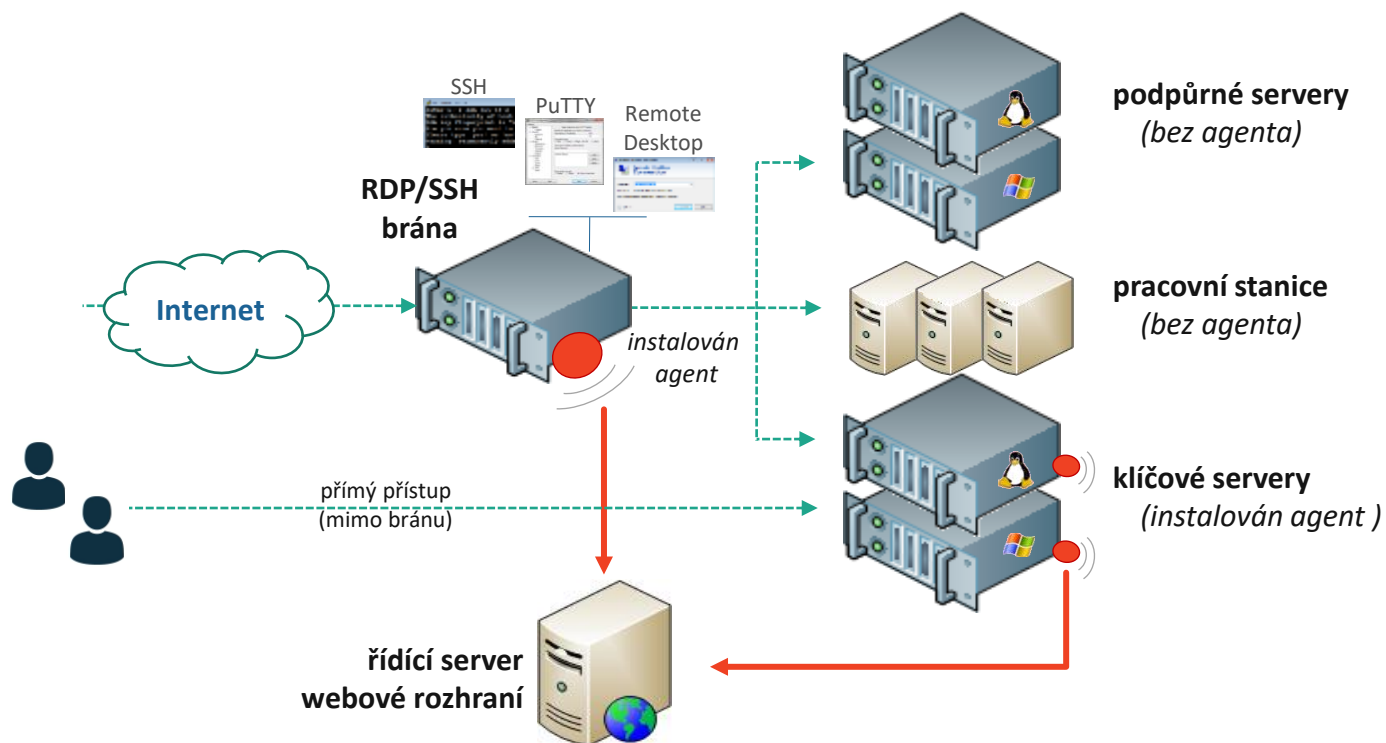 SSH
PuTTY
Remote
Desktop
RDP/SSH
brána
Internet
instalován
agent
podpůrné servery
(bez agenta)
pracovní stanice
(bez agenta)
klíčové servery
(instalován agent )
přímý přístup
(mimo bránu)
řídící server
webové rozhraní